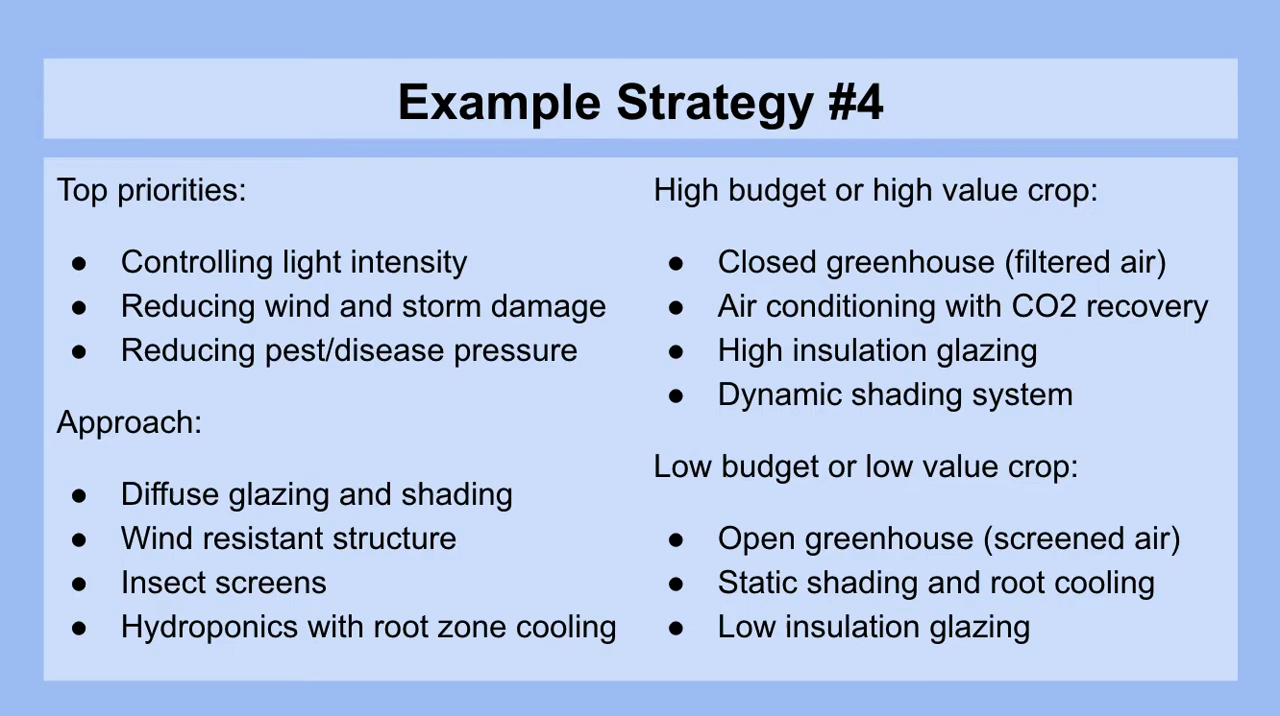 Example Strategy #4
Top priorities:
● Controlling light intensity
● Reducing wind and storm damage
● Reducing pest/disease pressure
Approach:
● Diffuse glazing and shading
● Wind resistant structure
● Insect screens
● Hydroponics with root zone cooling
High budget or high value crop:
● Closed greenhouse (filtered air)
● Air conditioning with CO2 recovery
● High insulation glazing
● Dynamic shading system
Low budget or low value crop:
● Open greenhouse (screened air)
● Static shading and root cooling
● Low insulation glazing